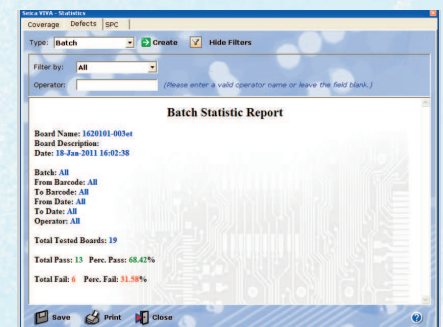 Seica VIVA - Statistics
Coverage Defects SPC
Type: Batch Create Hide Filters
Filter by: All
Operator: (Please enter a valid operator name or leave the field blank.)
Batch Statistic Report
Board Name: 1620101-003et
Board Description:
Date: 18-Jan-2011 16:02:38
Batch: All
From Barcode: All
To Barcode: All
From Date: All
To Date: All
Operator: All
Total Tested Boards: 19
Total Pass: 13 Perc. Pass: 68.42%
Total Fail: 6 Perc. Fail: 31.58%
Save Print Close